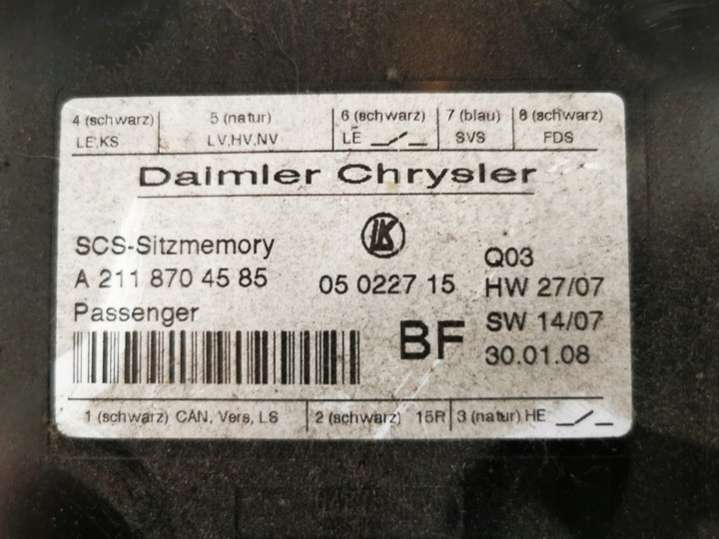 4 (schwarz) 5 (natur) 6 (schwarz) 7 (blau) 8 (schwarz)
LE,KS LV,HV,NV LE SVS FDS
Daimler Chrysler
SCS-Sitzmemory
A 211 870 45 85 05 0227 15 Q03
Passenger BF HW 27/07
SW 14/07
30.01.08
1 (schwarz) CAN, Vers, LS 2 (schwarz) 15R 3 (natur) HE